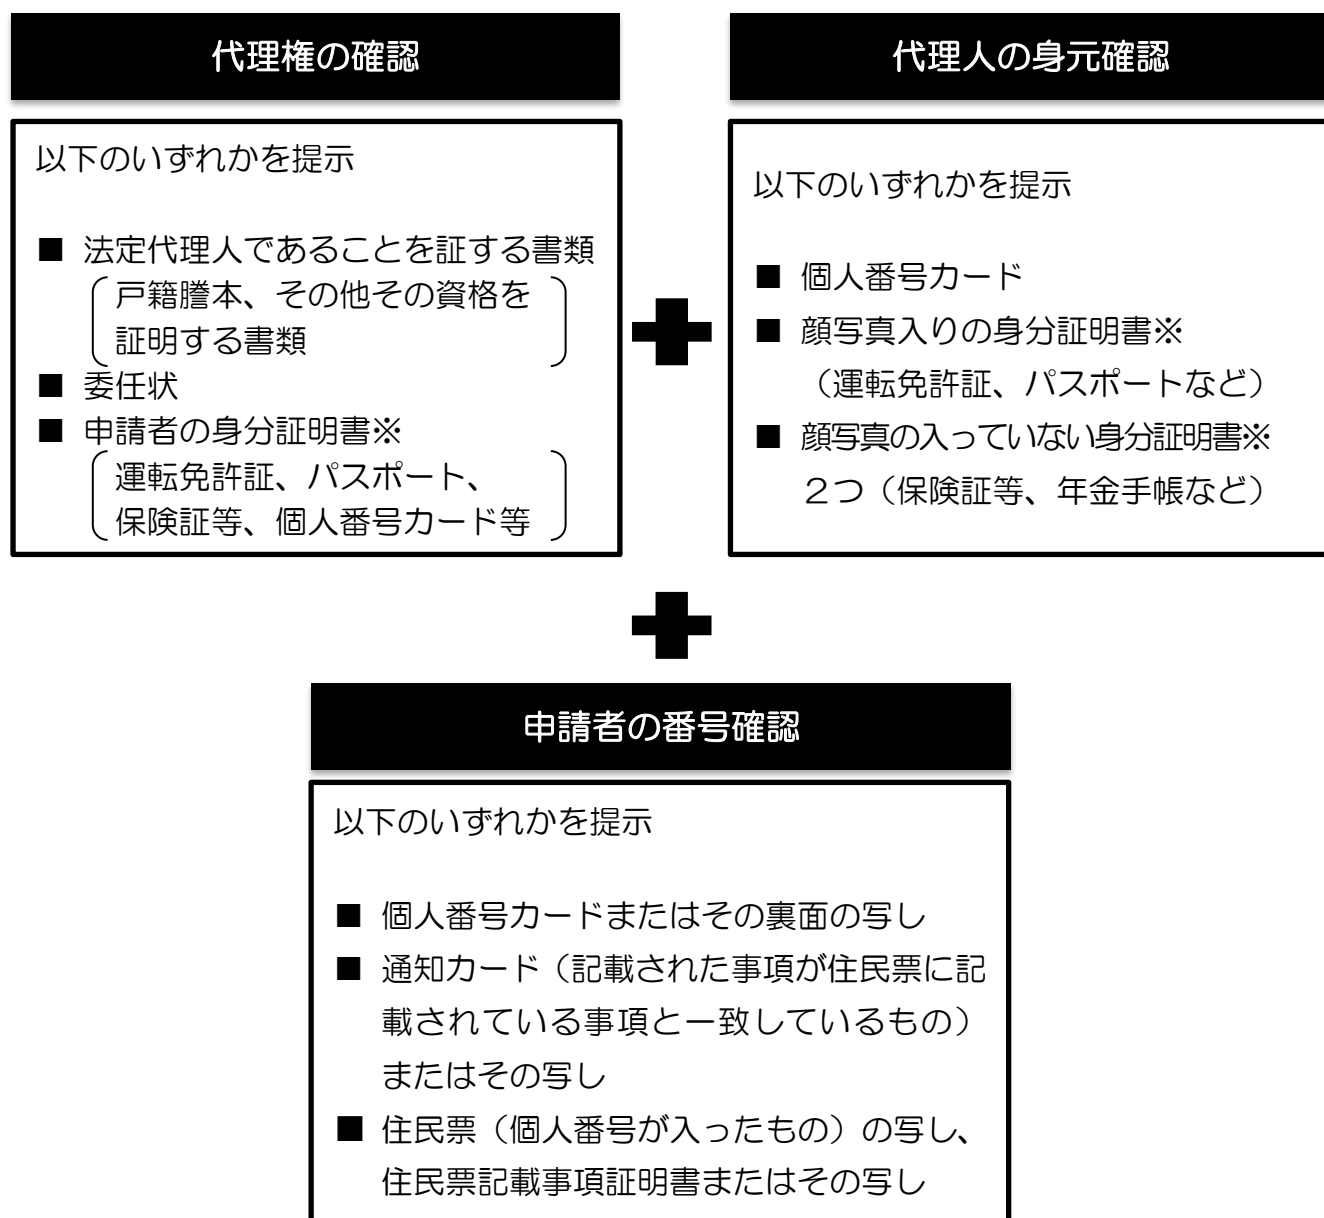 代理権の確認
以下のいずれかを提示
■ 法定代理人であることを証する書類
戸籍謄本、その他その資格を
証明する書類
■ 委任状
■ 申請者の身分証明書※
運転免許証、パスポート、
保険証等、個人番号カード等
代理人の身元確認
以下のいずれかを提示
■ 個人番号カード
■ 顔写真入りの身分証明書※
（運転免許証、パスポートなど）
■ 顔写真の入っていない身分証明書※
２つ（保険証等、年金手帳など）
申請者の番号確認
以下のいずれかを提示
■ 個人番号カードまたはその裏面の写し
■ 通知カード（記載された事項が住民票に記
載されている事項と一致しているもの）
またはその写し
■ 住民票（個人番号が入ったもの）の写し、
住民票記載事項証明書またはその写し